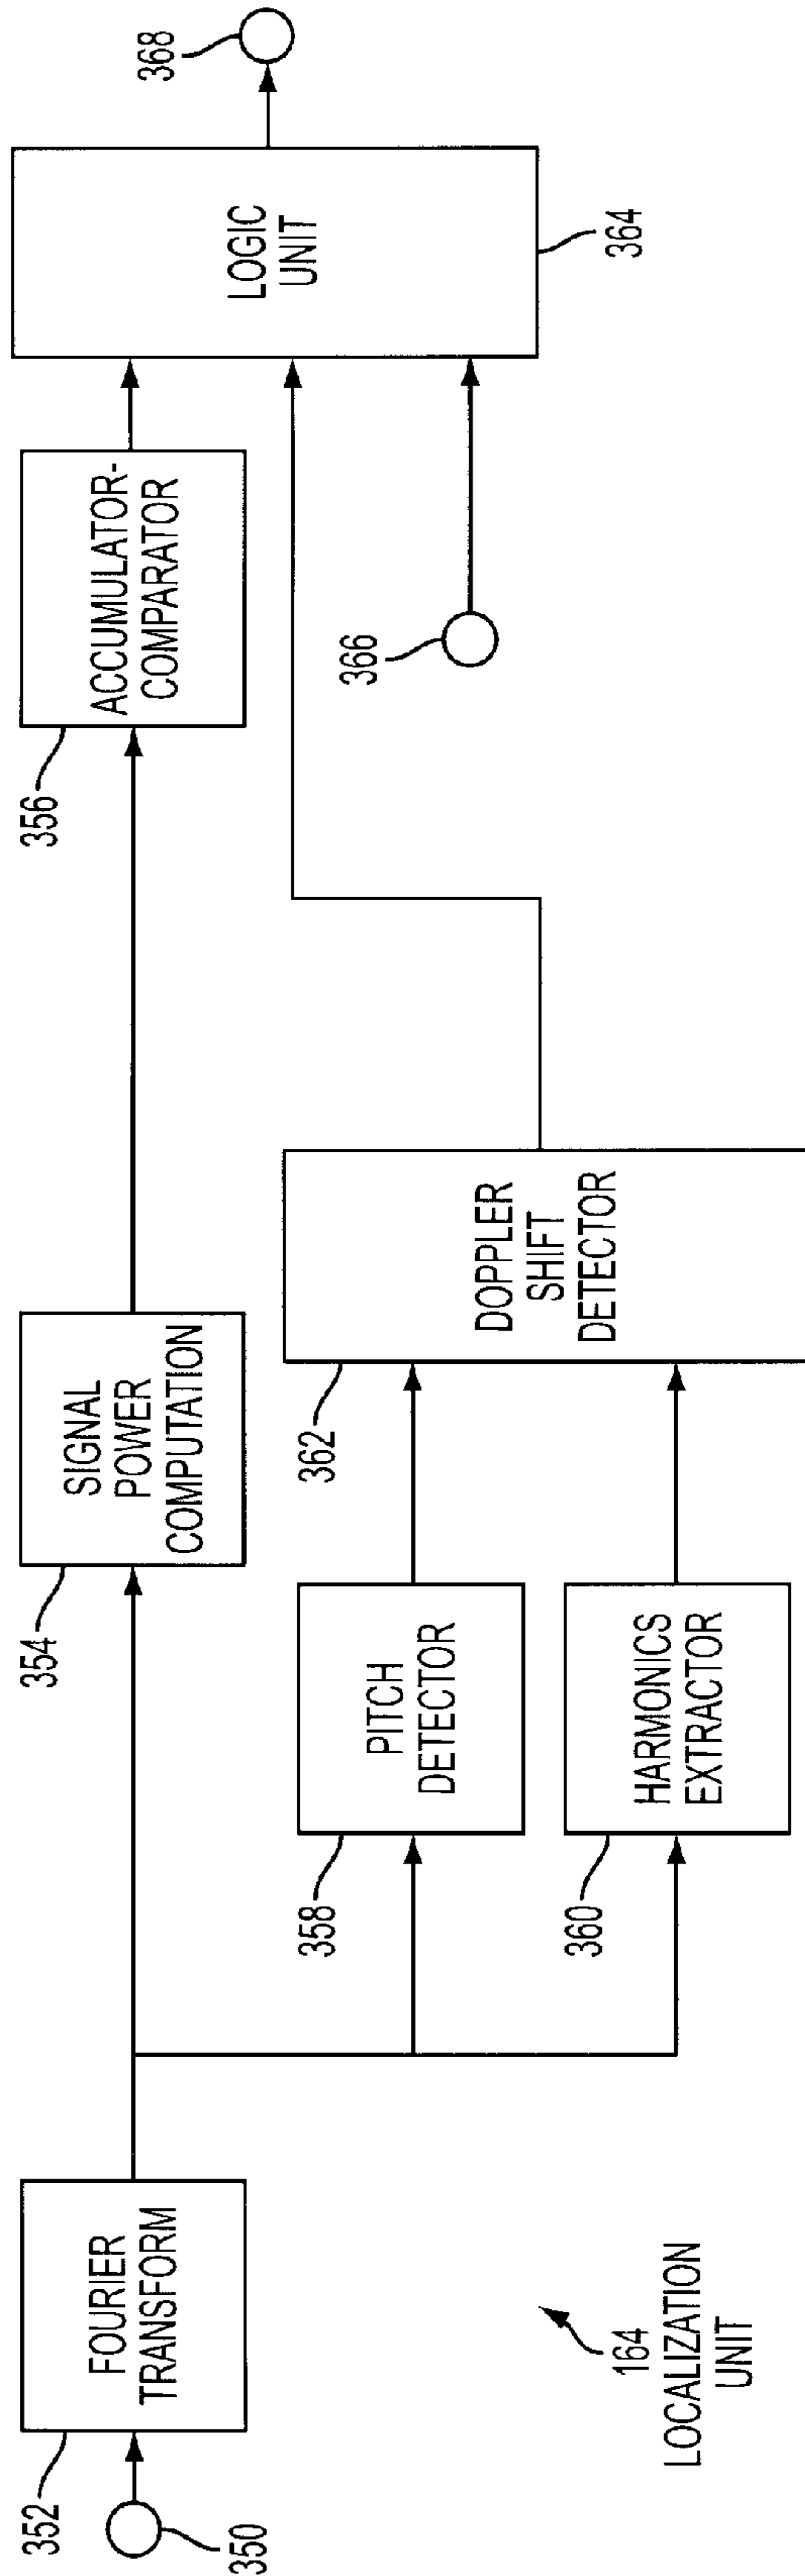 350
352
FOURIER
TRANSFORM
354
SIGNAL
POWER
COMPUTATION
356
ACCUMULATOR-
COMPARATOR
358
PITCH
DETECTOR
360
HARMONICS
EXTRACTOR
362
DOPPLER
SHIFT
DETECTOR
366
LOGIC
UNIT
364
368
164
LOCALIZATION
UNIT